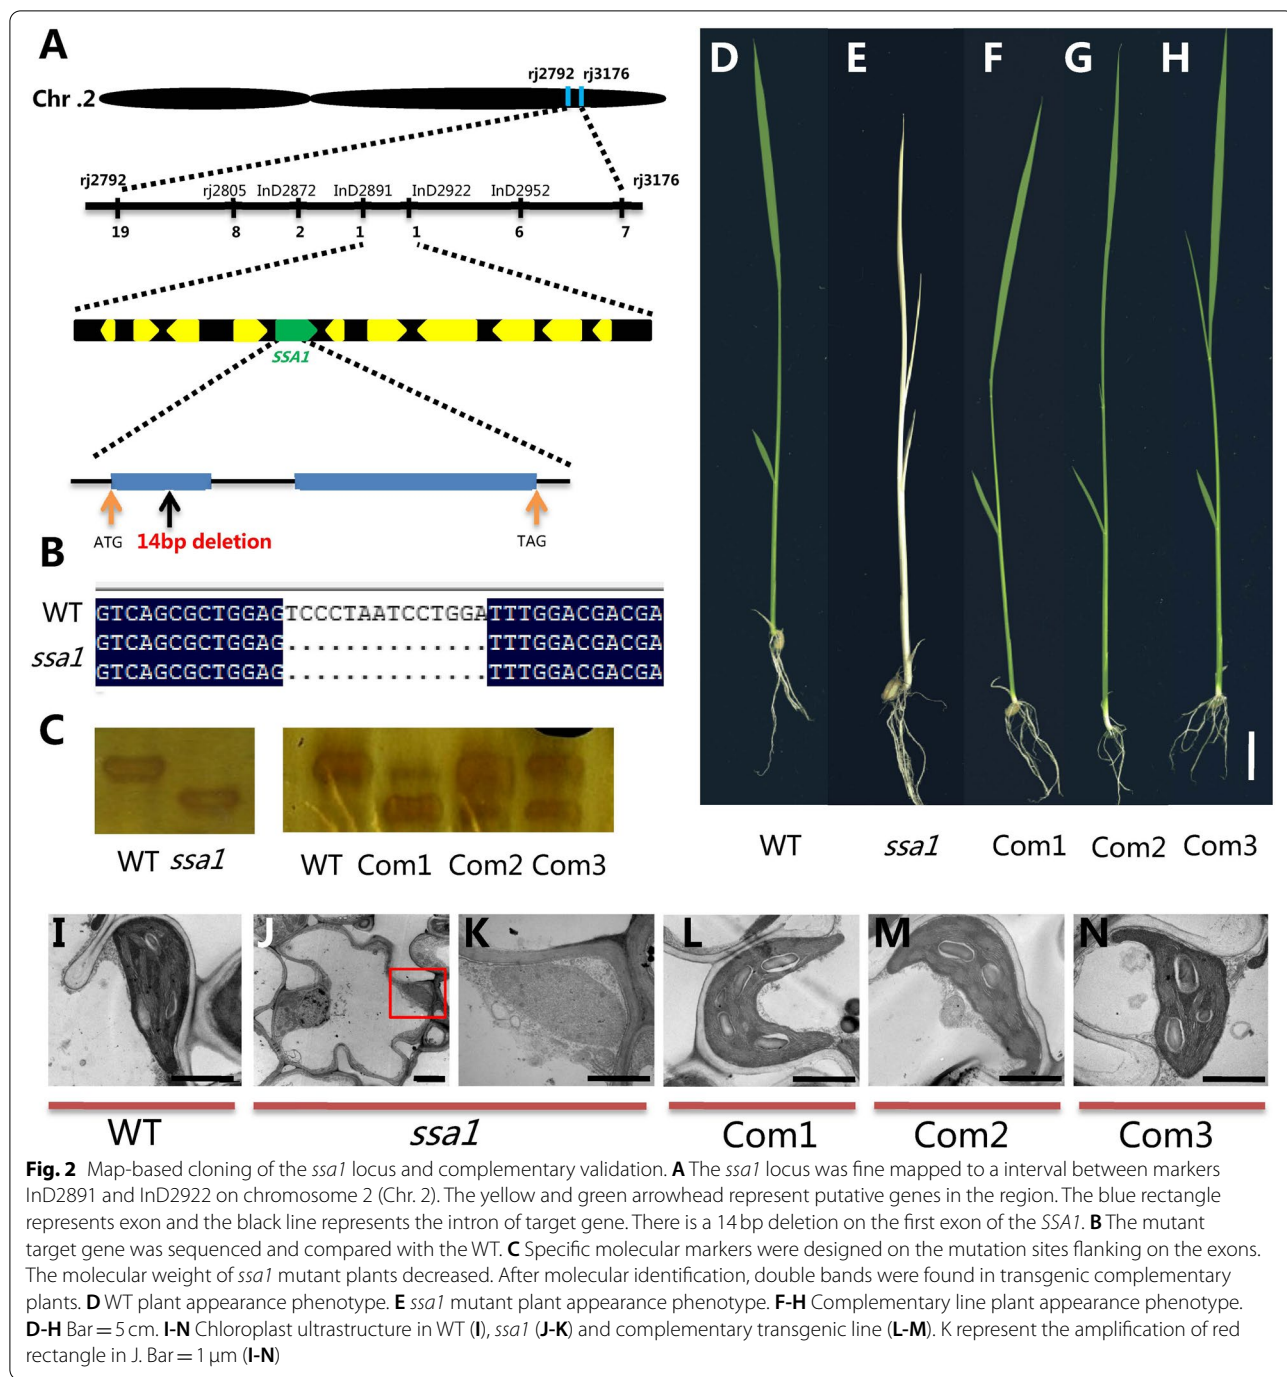 A
rj2792 rj3176
Chr .2
rj2792 rj2805 InD2872 InD2891 InD2922 InD2952 rj3176
19 8 2 1 1 6 7
SSA1
ATG 14bp deletion TAG
B
WT GTCAGCGCTGGAGTCCCTAATCCTGGATTTGGACGACGA
ssa1 GTCAGCGCTGGAG.............TTTGGACGACGA
GTCAGCGCTGGAG.............TTTGGACGACGA
C
WT ssa1 WT Com1 Com2 Com3
D E F G H
WT ssa1 Com1 Com2 Com3
I J K L M N
WT ssa1 Com1 Com2 Com3
Fig. 2 Map-based cloning of the ssa1 locus and complementary validation. A The ssa1 locus was fine mapped to a interval between markers
InD2891 and InD2922 on chromosome 2 (Chr. 2). The yellow and green arrowhead represent putative genes in the region. The blue rectangle
represents exon and the black line represents the intron of target gene. There is a 14 bp deletion on the first exon of the SSA1. B The mutant
target gene was sequenced and compared with the WT. C Specific molecular markers were designed on the mutation sites flanking on the exons.
The molecular weight of ssa1 mutant plants decreased. After molecular identification, double bands were found in transgenic complementary
plants. D WT plant appearance phenotype. E ssa1 mutant plant appearance phenotype. F-H Complementary line plant appearance phenotype.
D-H Bar = 5 cm. I-N Chloroplast ultrastructure in WT (I), ssa1 (J-K) and complementary transgenic line (L-M). K represent the amplification of red
rectangle in J. Bar = 1 μm (I-N)